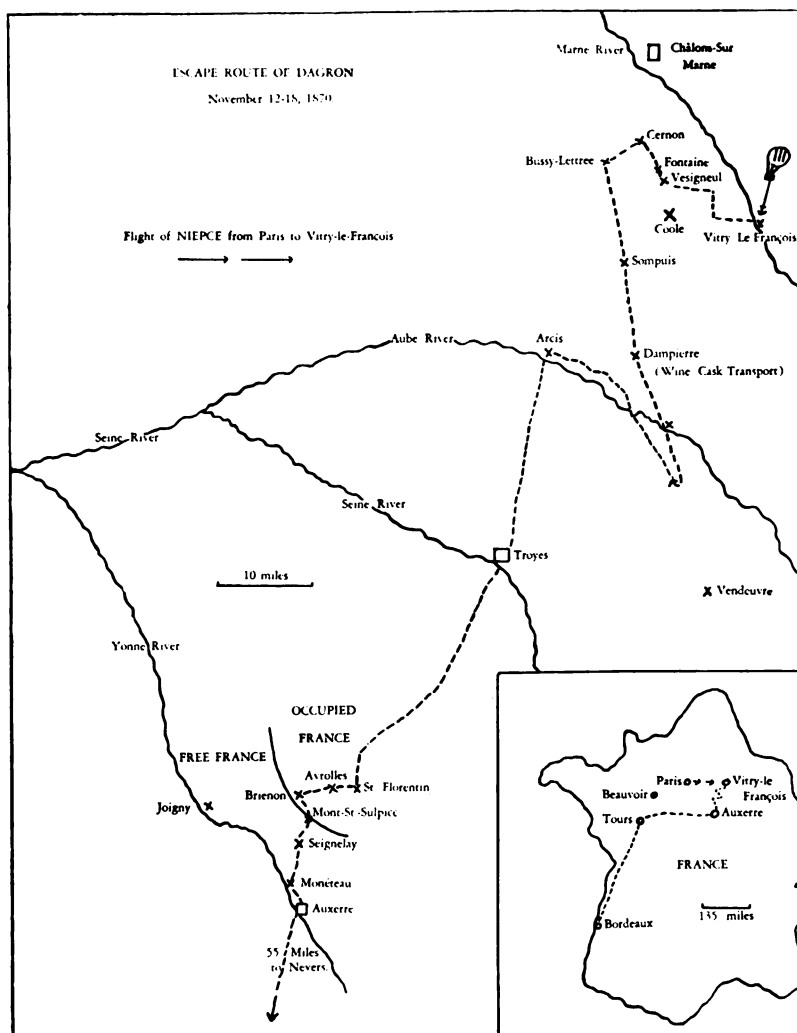 ESCAPE ROUTE OF DAGRON
November 12-18, 1870
Marne River
Châlons-Sur
Marne
Cernon
Bussy-Lettree
Fontaine
Vesigneul
Coole
Vitry Le François
Flight of NIEPCE from Paris to Vitry-le-Francois
Sompuis
Aube River
Arcis
Dampierre
(Wine Cask Transport)
Seine River
Seine River
Troyes
10 miles
Vendeuvre
Yonne River
OCCUPIED
FRANCE
FREE FRANCE
Avrolles
St. Florentin
Brienon
Mont-St-Sulpice
Joigny
Seignelay
Monéteau
Auxerre
55 Miles
to Nevers
Paris
Vitry-le
François
Beauvoir
Tours
Auxerre
FRANCE
135 miles
Bordeaux